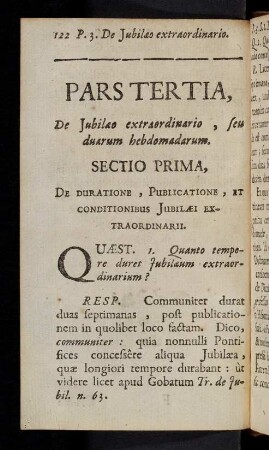 122 P. 3. De Jubilæo extraordinario.
PARS TERTIA,
De Jubilæo extraordinario, seu
duarum hebdomadarum.
SECTIO PRIMA,
DE DURATIONE, PUBLICATIONE, ET
CONDITIONIBUS JUBILÆI EX-
TRAORDINARII.
QUÆST. 1. Quanto tempo-
re duret Jubilæum extraor-
dinarium?
RESP. Communiter durat
duas septimanas, post publicatio-
nem in quolibet loco factam. Dico,
communiter: quia nonnulli Ponti-
fices concessêre aliqua Jubilæa,
quæ longiori tempore durabant: ùt
videre licet apud Gobatum Tr. de Ju-
bil. n. 63.